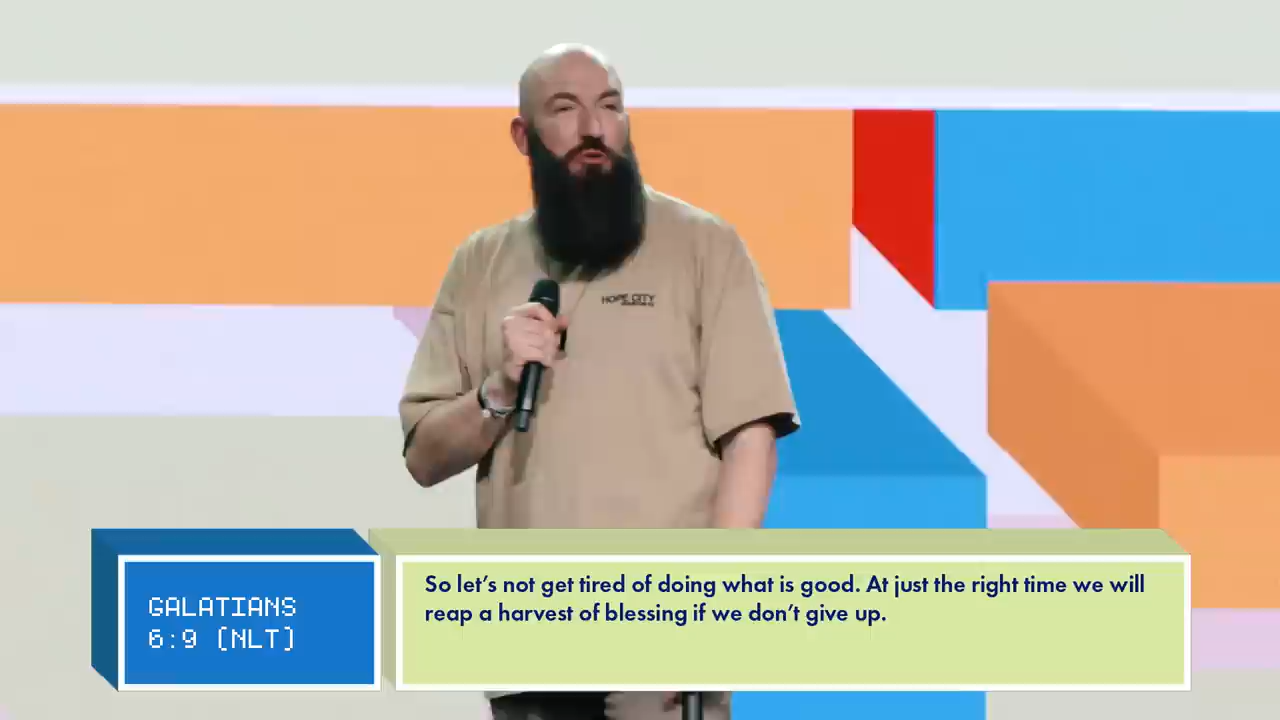 HOPE CITY
GALATIANS
6:9 (NLT)
So let’s not get tired of doing what is good. At just the right time we will
reap a harvest of blessing if we don’t give up.